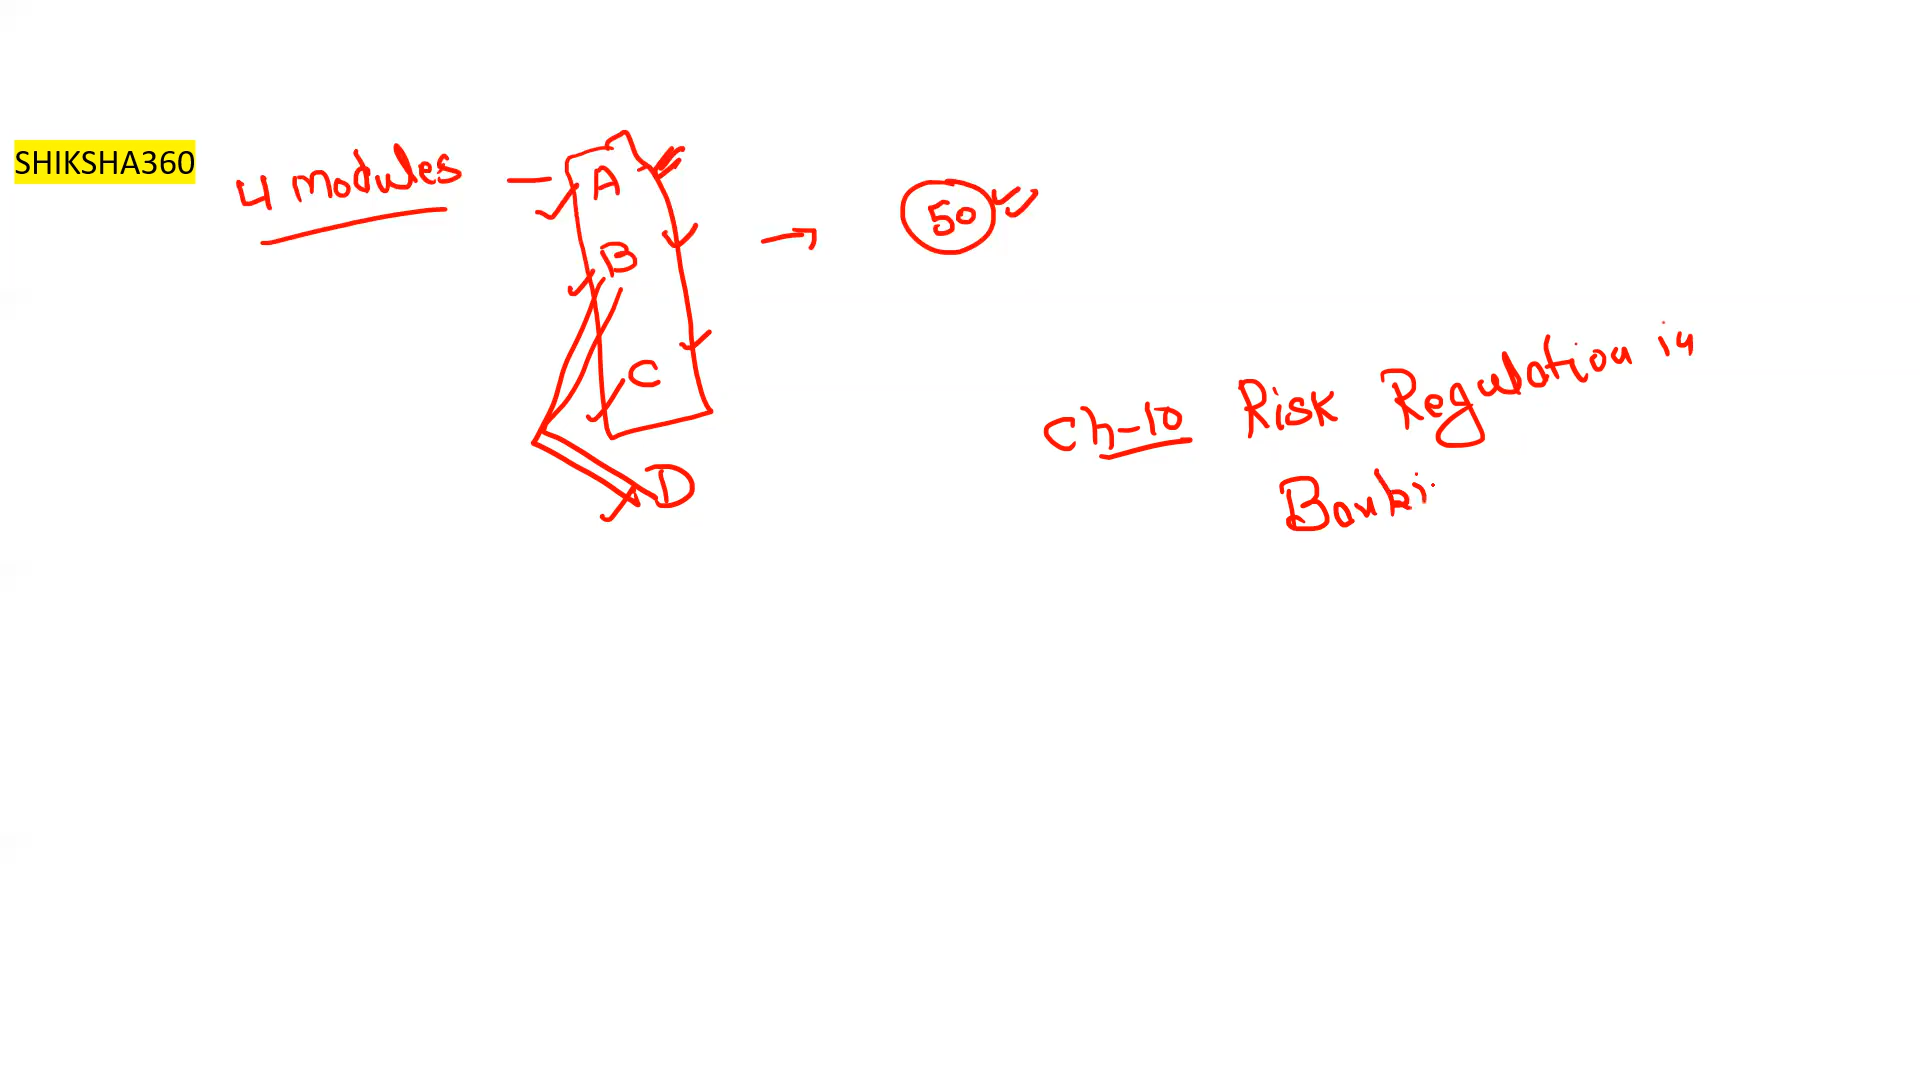 SHIKSHA360
4 modules — A
B
C
D
→ 50
Ch-10 Risk Regulation in
Banki